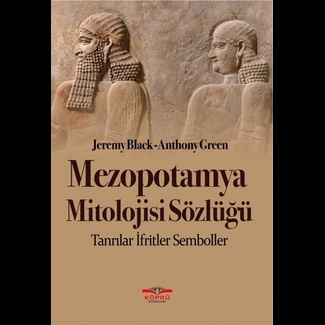 Jeremy Black-Anthony Green
Mezopotamya
Mitolojisi Sözlüğü
Tanrılar İfritler Semboller
KÖPRÜ